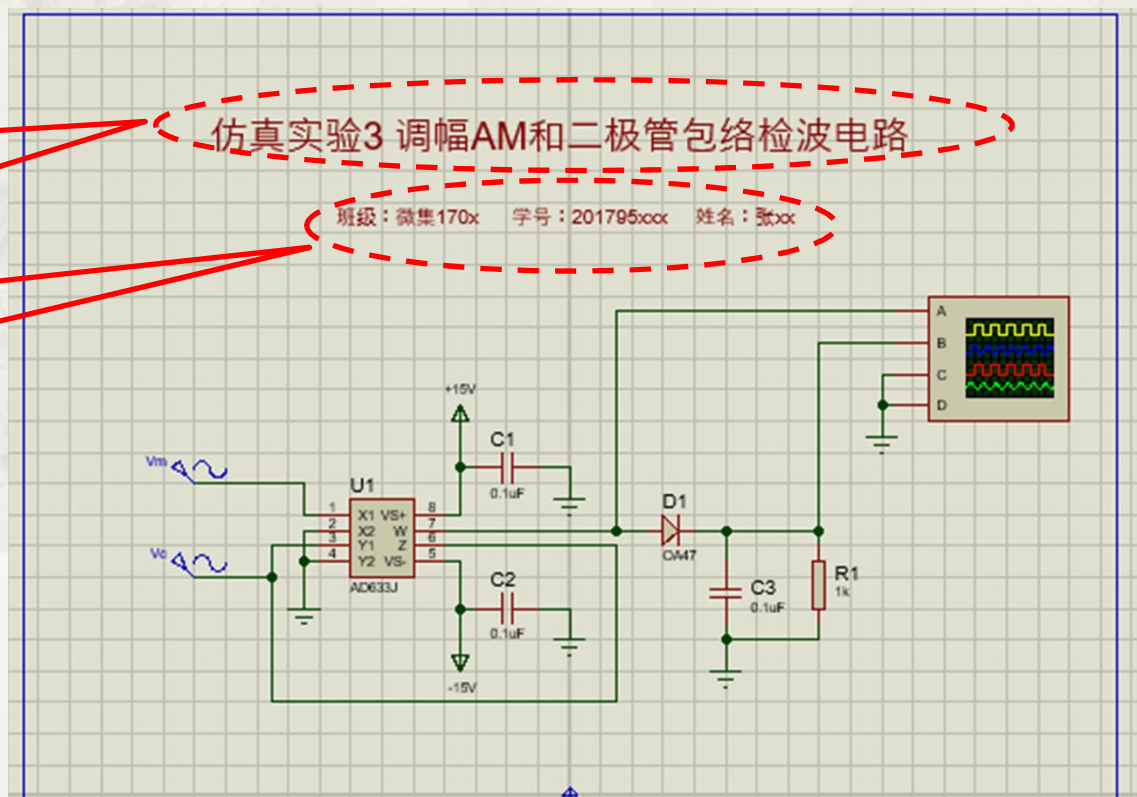 仿真实验3 调幅AM和二极管包络检波电路
班级：微集170x 学号：201795xxx 姓名：张xx
A
B
C
D
+15V
C1
0.1uF
Vm
U1
1 X1 VS+ 8
2 X2 W 7
3 Y1 Z 6
4 Y2 VS- 5
AD633J
Vc
D1
OA47
C2
0.1uF
C3
0.1uF
R1
1k
-15V